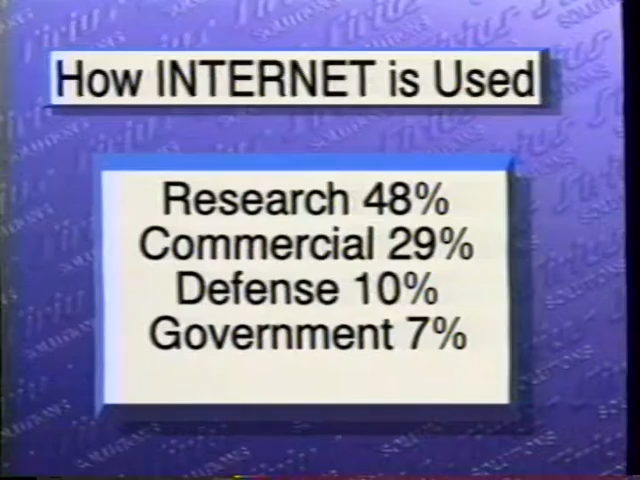 How INTERNET is Used
Research 48%
Commercial 29%
Defense 10%
Government 7%